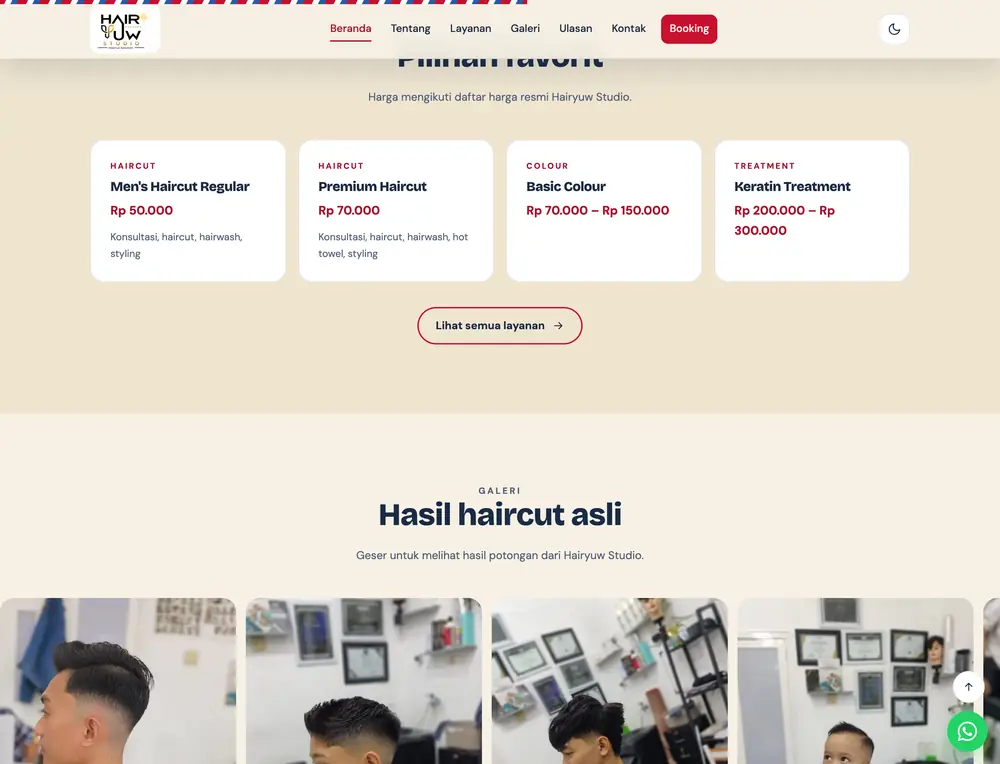 HAIR
UW
STUDIO
Beranda
Tentang
Layanan
Galeri
Ulasan
Kontak
Booking
Pilihan favorit
Harga mengikuti daftar harga resmi Hairyuw Studio.
HAIRCUT
Men's Haircut Regular
Rp 50.000
Konsultasi, haircut, hairwash,
styling
HAIRCUT
Premium Haircut
Rp 70.000
Konsultasi, haircut, hairwash, hot
towel, styling
COLOUR
Basic Colour
Rp 70.000 – Rp 150.000
TREATMENT
Keratin Treatment
Rp 200.000 – Rp
300.000
Lihat semua layanan →
GALERI
Hasil haircut asli
Geser untuk melihat hasil potongan dari Hairyuw Studio.